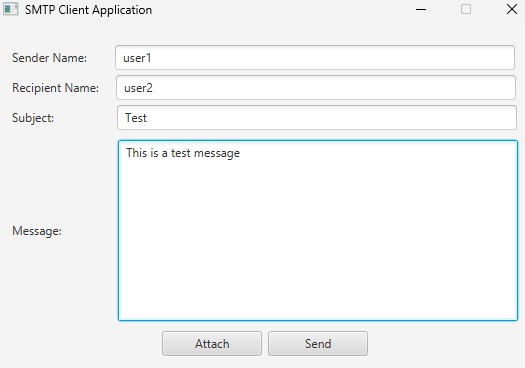 SMTP Client Application
Sender Name: user1
Recipient Name: user2
Subject: Test
This is a test message
Message:
Attach Send